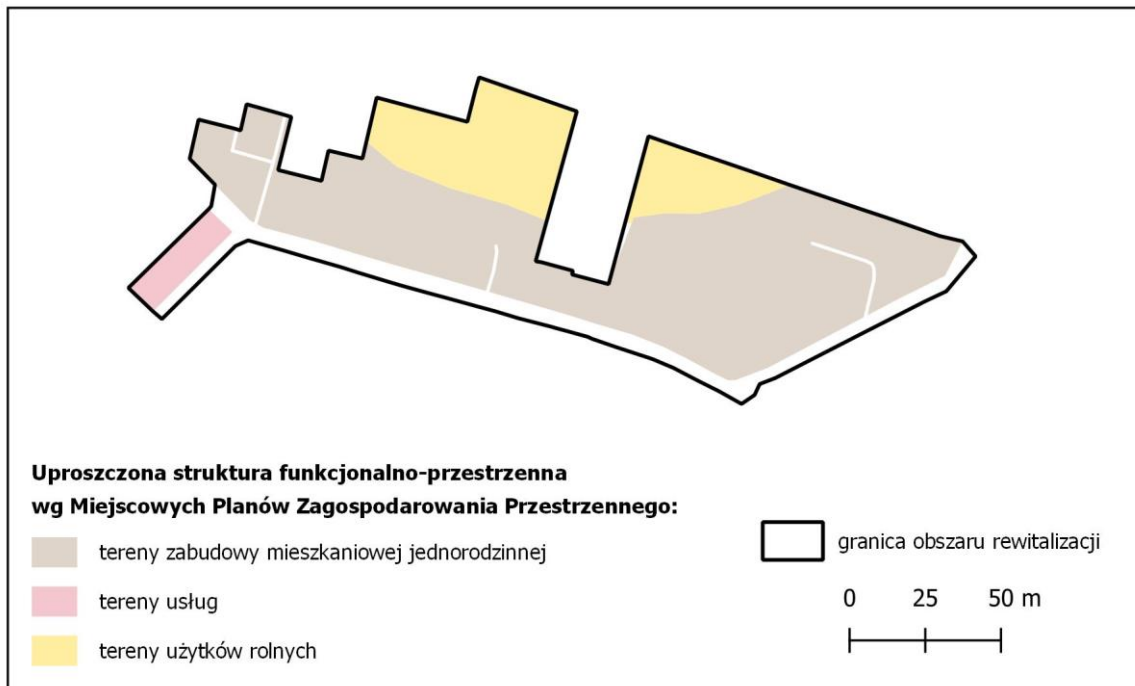 Uproszczona struktura funkcjonalno-przestrzenna
wg Miejscowych Planów Zagospodarowania Przestrzennego:
tereny zabudowy mieszkaniowej jednorodzinnej
tereny usług
tereny użytków rolnych
granica obszaru rewitalizacji
0 25 50 m